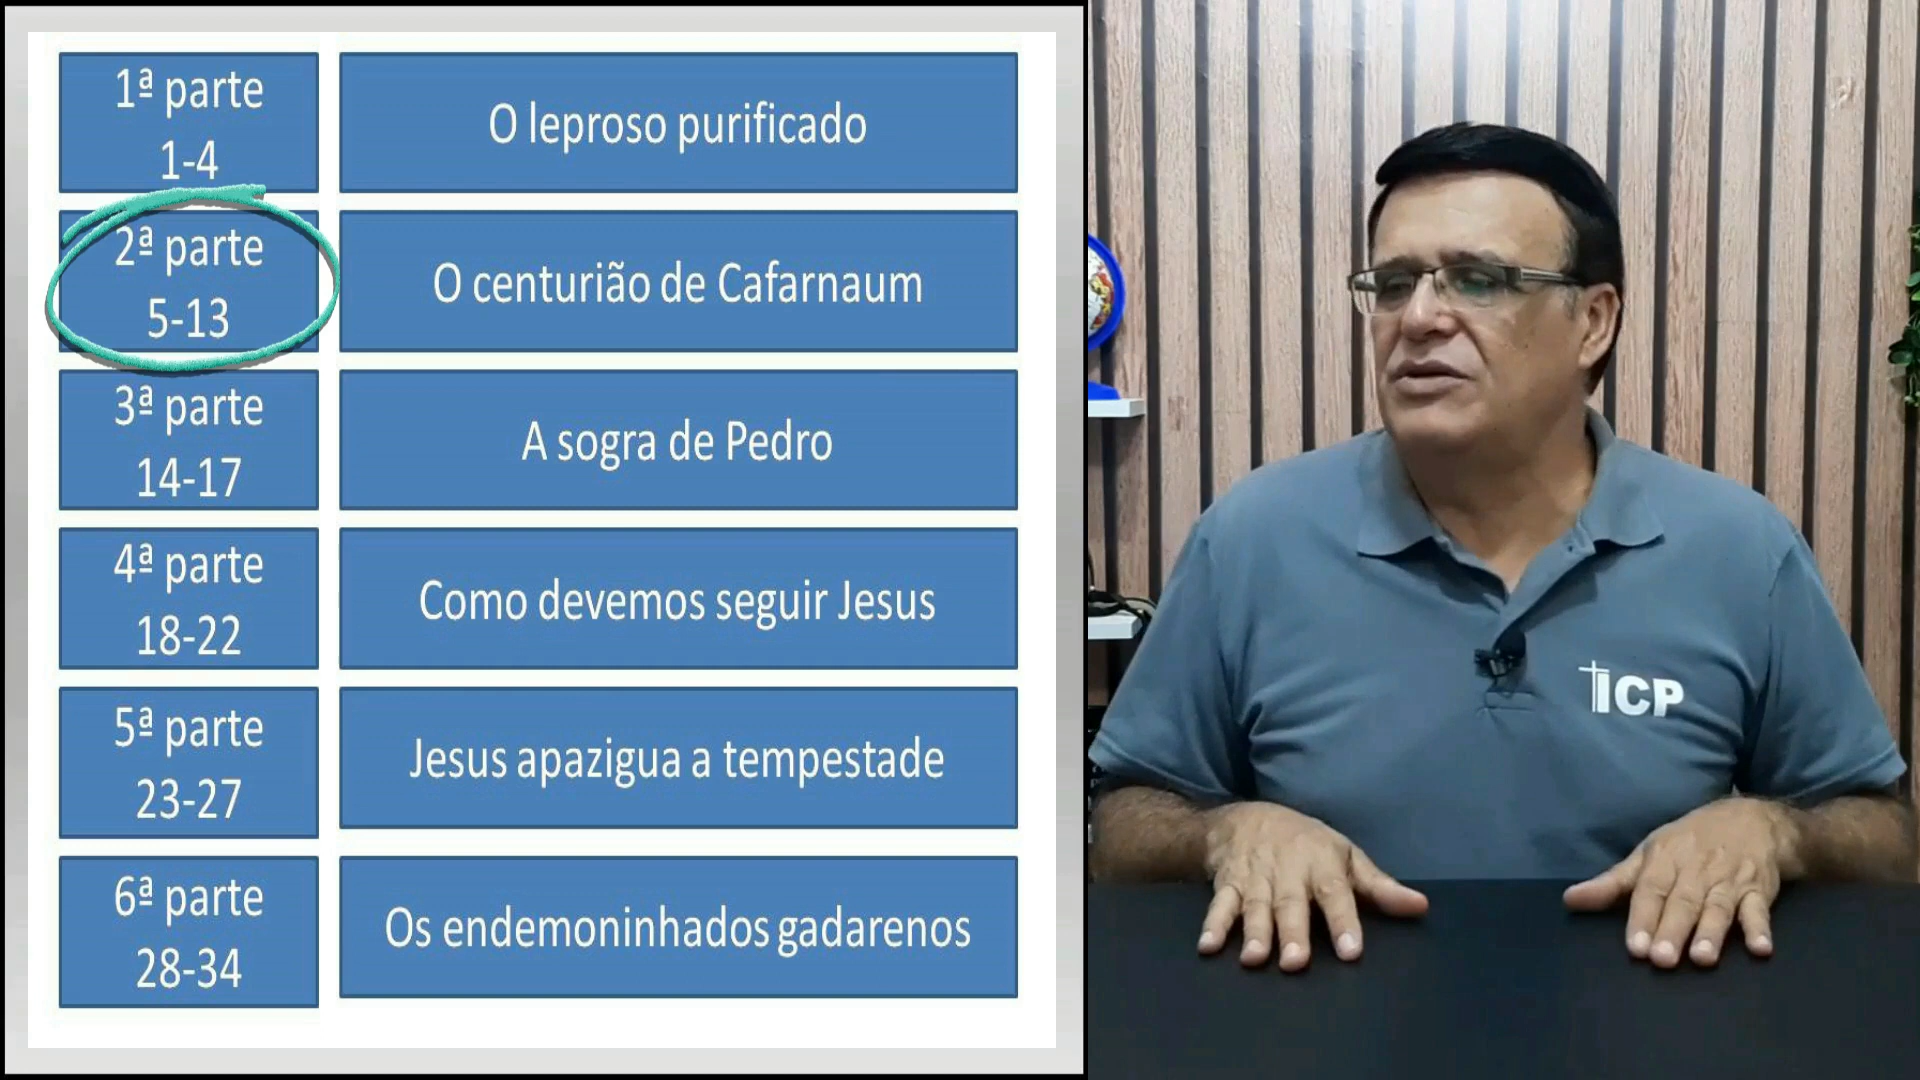 1ª parte
1-4
O leproso purificado
2ª parte
5-13
O centurião de Cafarnaum
3ª parte
14-17
A sogra de Pedro
4ª parte
18-22
Como devemos seguir Jesus
5ª parte
23-27
Jesus apazigua a tempestade
6ª parte
28-34
Os endemoninhados gadarenos
ICP